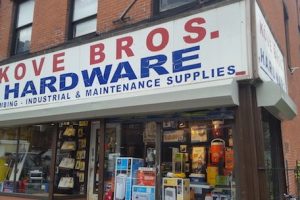 KOVE BROS.
HARDWARE
INDUSTRIAL & MAINTENANCE SUPPLIES